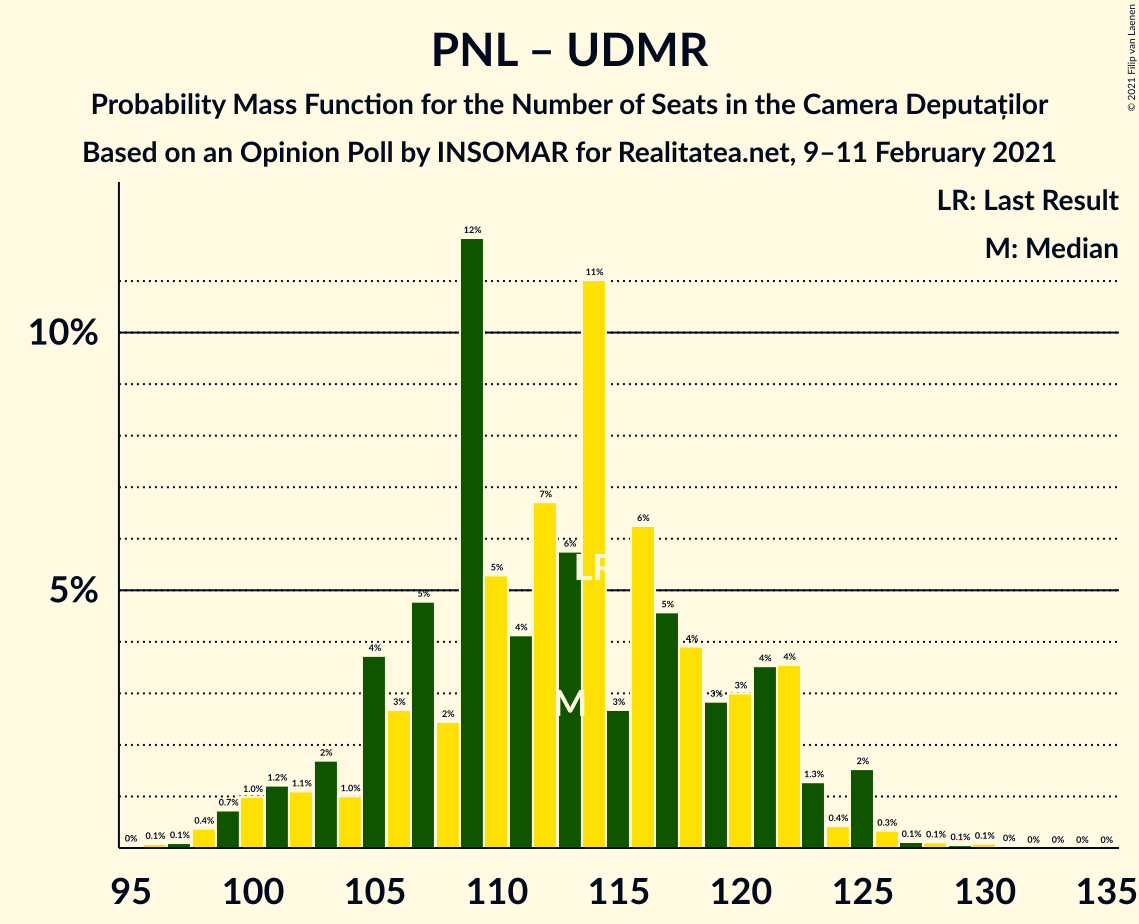 PNL – UDMR
Probability Mass Function for the Number of Seats in the Camera Deputaților
Based on an Opinion Poll by INSOMAR for Realitatea.net, 9–11 February 2021
© 2021 Filip van Laenen
LR: Last Result
M: Median
10%
5%
0% 0.1% 0.1% 0.4% 0.7% 1.0% 1.2% 1.1% 2% 1.0% 4% 3% 5% 2% 12% 5% 4% 7% 6% 11% 3% 6% 5% 4% 3% 3% 4% 4% 1.3% 0.4% 2% 0.3% 0.1% 0.1% 0.1% 0.1% 0% 0% 0% 0% 0%
LR
M
95 100 105 110 115 120 125 130 135